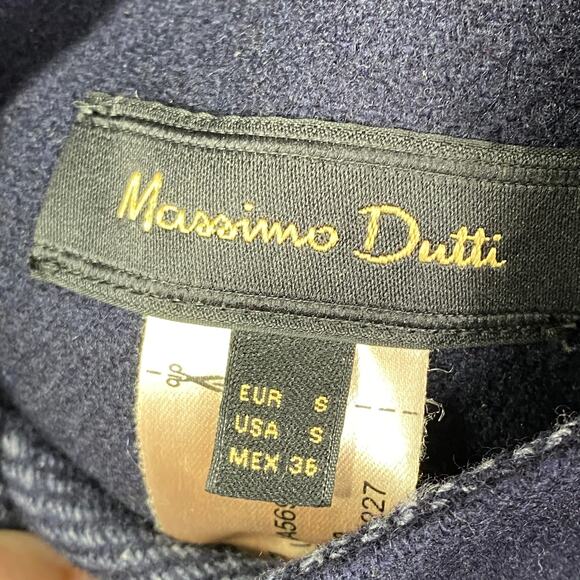 Massimo Dutti
EUR S
USA S
MEX 36